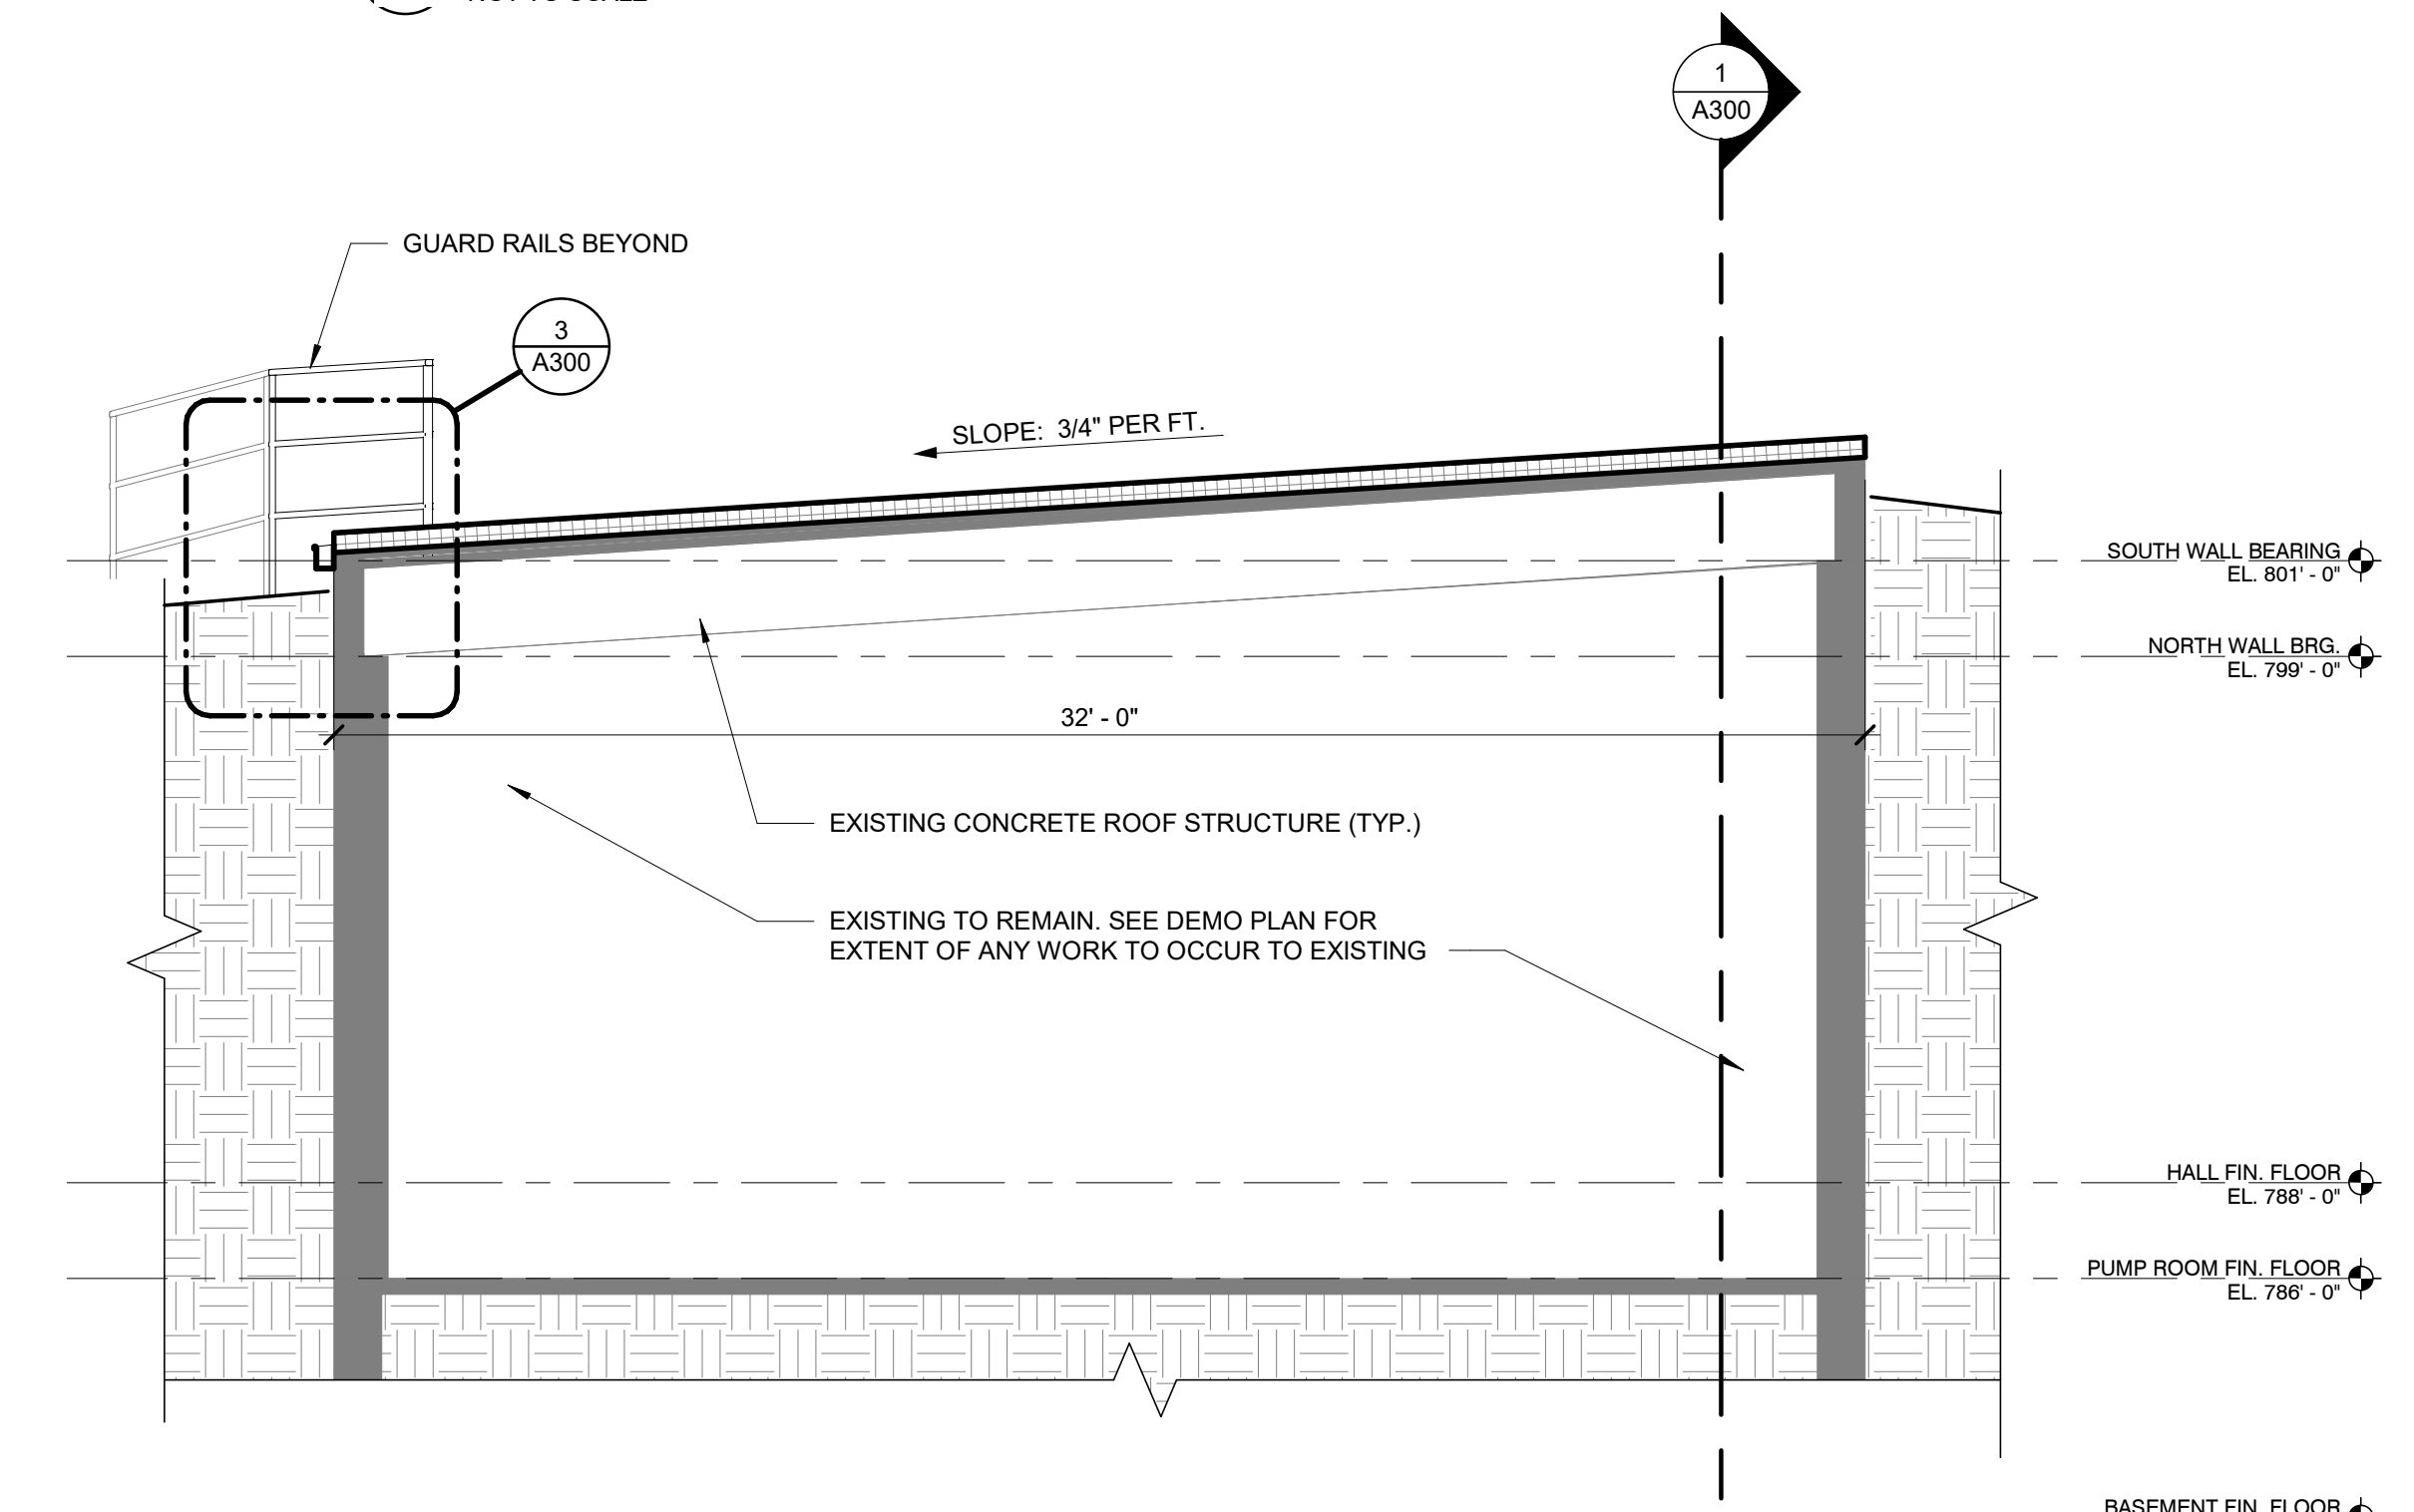 NOT TO SCALE
1
A300
GUARD RAILS BEYOND
3
A300
SLOPE: 3/4" PER FT.
SOUTH WALL BEARING
EL. 801' - 0"
NORTH WALL BRG.
EL. 799' - 0"
32' - 0"
EXISTING CONCRETE ROOF STRUCTURE (TYP.)
EXISTING TO REMAIN. SEE DEMO PLAN FOR
EXTENT OF ANY WORK TO OCCUR TO EXISTING
HALL FIN. FLOOR
EL. 788' - 0"
PUMP ROOM FIN. FLOOR
EL. 786' - 0"
BASEMENT FIN. FLOOR